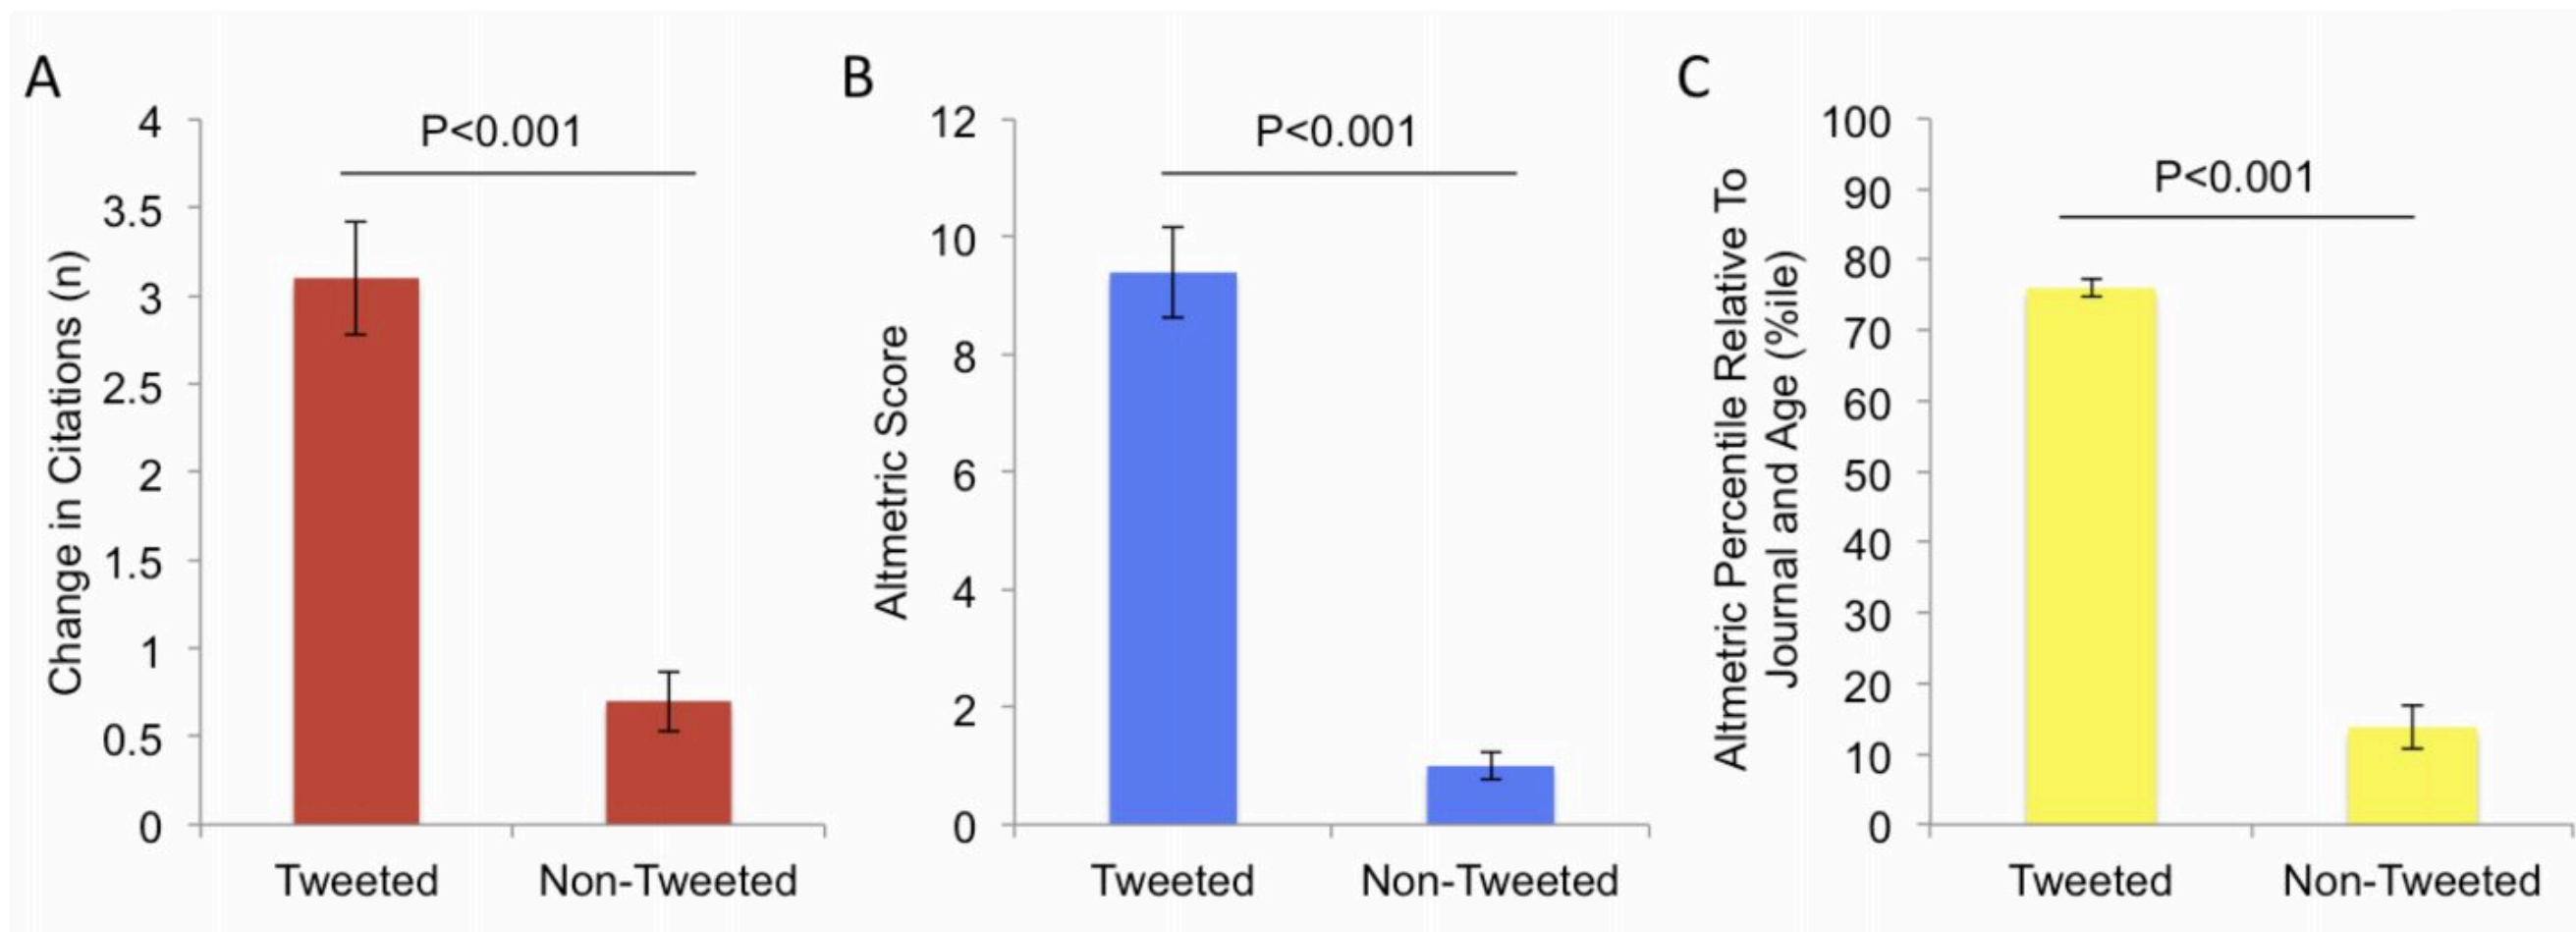 A
P<0.001
4
3.5
3
2.5
2
1.5
1
0.5
0
Change in Citations (n)
Tweeted
Non-Tweeted
B
P<0.001
12
10
8
6
4
2
0
Altmetric Score
Tweeted
Non-Tweeted
C
P<0.001
100
90
80
70
60
50
40
30
20
10
0
Altmetric Percentile Relative To
Journal and Age (%ile)
Tweeted
Non-Tweeted